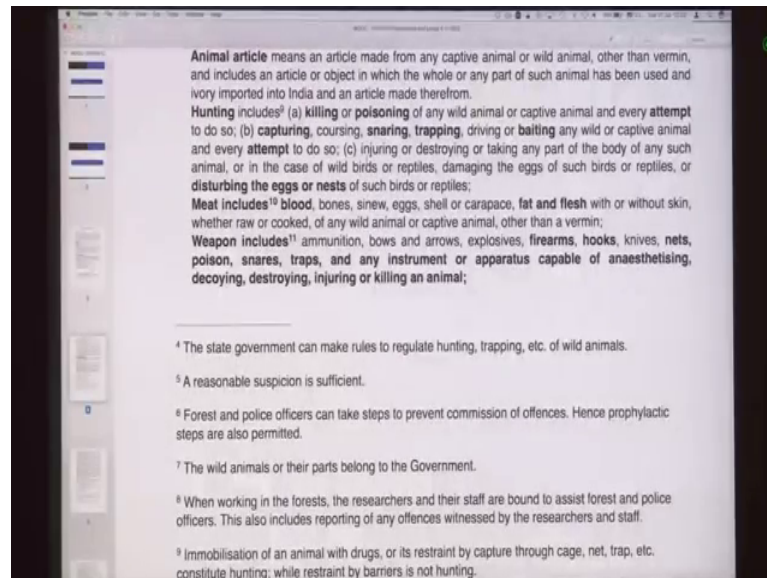 Animal article means an article made from any captive animal or wild animal, other than vermin,
and includes an article or object in which the whole or any part of such animal has been used and
ivory imported into India and an article made therefrom.
Hunting includes⁹ (a) killing or poisoning of any wild animal or captive animal and every attempt
to do so; (b) capturing, coursing, snaring, trapping, driving or baiting any wild or captive animal
and every attempt to do so; (c) injuring or destroying or taking any part of the body of any such
animal, or in the case of wild birds or reptiles, damaging the eggs of such birds or reptiles, or
disturbing the eggs or nests of such birds or reptiles;
Meat includes¹⁰ blood, bones, sinew, eggs, shell or carapace, fat and flesh with or without skin,
whether raw or cooked, of any wild animal or captive animal, other than a vermin;
Weapon includes¹¹ ammunition, bows and arrows, explosives, firearms, hooks, knives, nets,
poison, snares, traps, and any instrument or apparatus capable of anaesthetising,
decoying, destroying, injuring or killing an animal;
⁴ The state government can make rules to regulate hunting, trapping, etc. of wild animals.
⁵ A reasonable suspicion is sufficient.
⁶ Forest and police officers can take steps to prevent commission of offences. Hence prophylactic
steps are also permitted.
⁷ The wild animals or their parts belong to the Government.
⁸ When working in the forests, the researchers and their staff are bound to assist forest and police
officers. This also includes reporting of any offences witnessed by the researchers and staff.
⁹ Immobilisation of an animal with drugs, or its restraint by capture through cage, net, trap, etc.
constitute hunting; while restraint by barriers is not hunting.